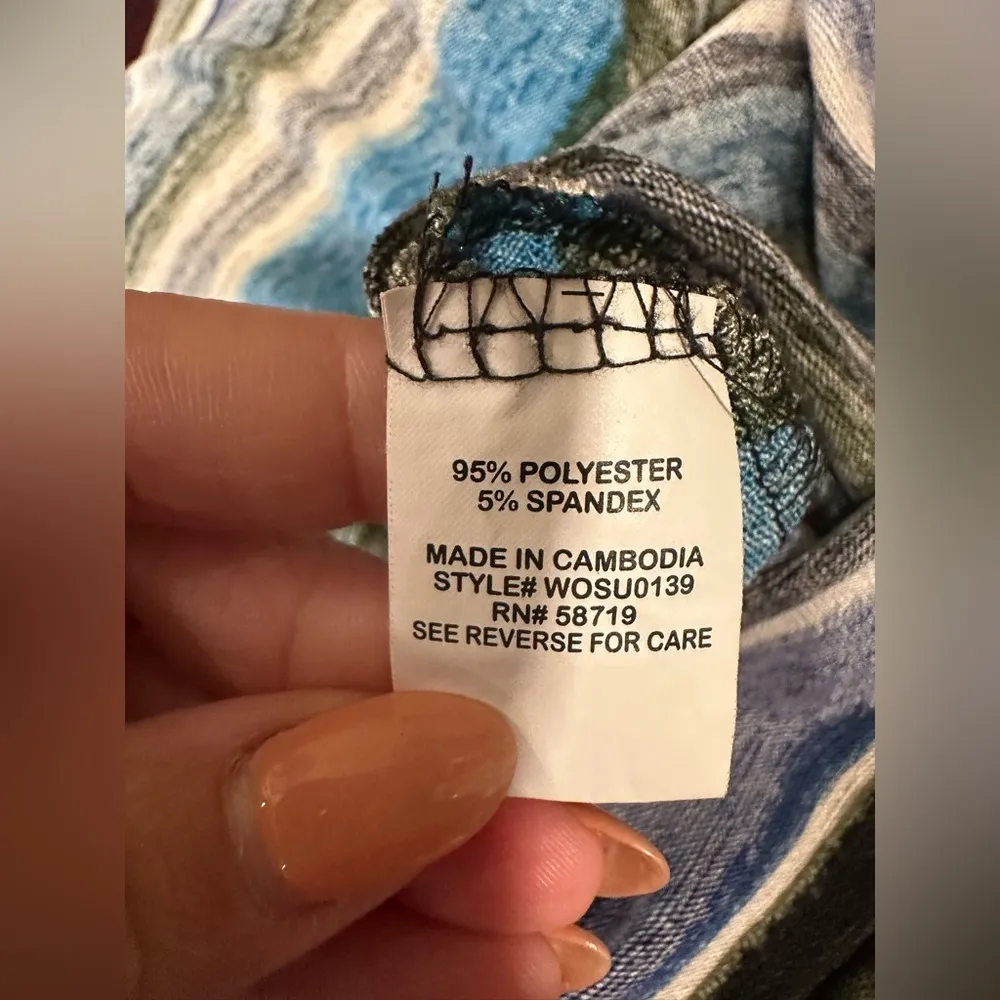 95% POLYESTER
5% SPANDEX
MADE IN CAMBODIA
STYLE# WOSU0139
RN# 58719
SEE REVERSE FOR CARE